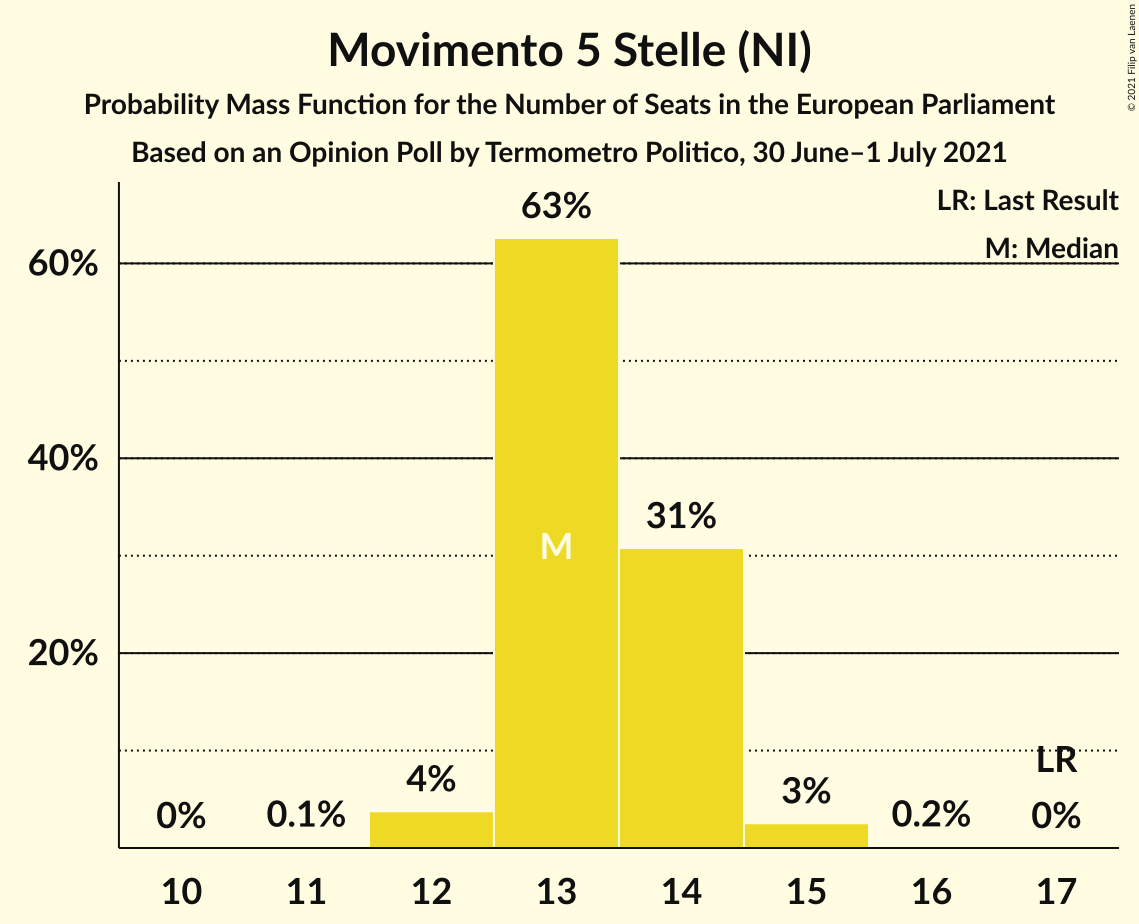 Movimento 5 Stelle (NI)
Probability Mass Function for the Number of Seats in the European Parliament
Based on an Opinion Poll by Termometro Politico, 30 June–1 July 2021
© 2021 Filip van Laenen
LR: Last Result
M: Median
60%
40%
20%
0%
0.1%
4%
63%
M
31%
3%
0.2%
LR
0%
10 11 12 13 14 15 16 17